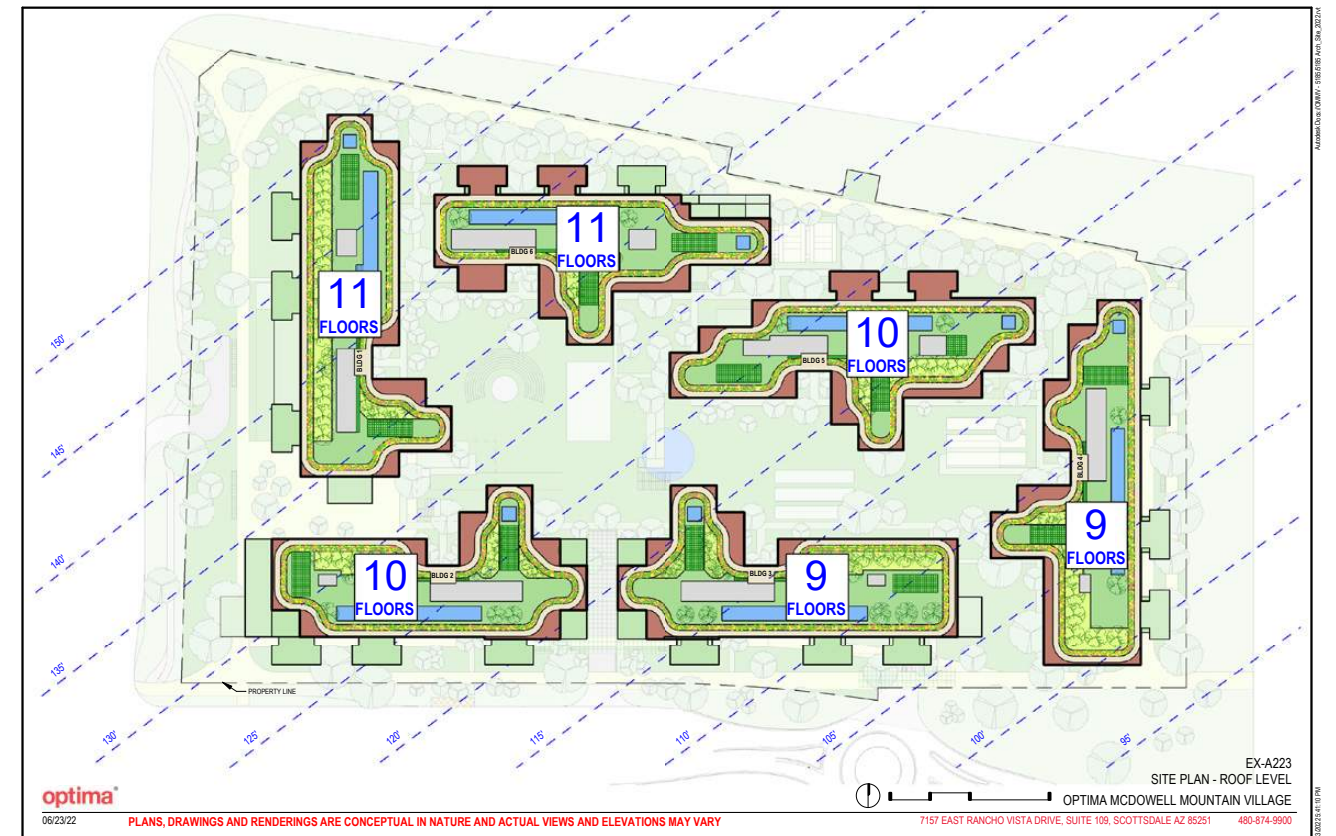 11
FLOORS
BLDG 6
11
FLOORS
BLDG 1
10
FLOORS
BLDG 5
BLDG 4
9
FLOORS
10
FLOORS
BLDG 2
9
FLOORS
BLDG 3
150'
145'
140'
135'
130'
125'
120'
115'
110'
105'
100'
95'
PROPERTY LINE
EX-A223
SITE PLAN - ROOF LEVEL
OPTIMA MCDOWELL MOUNTAIN VILLAGE
optima
06/23/22
PLANS, DRAWINGS AND RENDERINGS ARE CONCEPTUAL IN NATURE AND ACTUAL VIEWS AND ELEVATIONS MAY VARY
7157 EAST RANCHO VISTA DRIVE, SUITE 109, SCOTTSDALE AZ 85251 480-874-9900